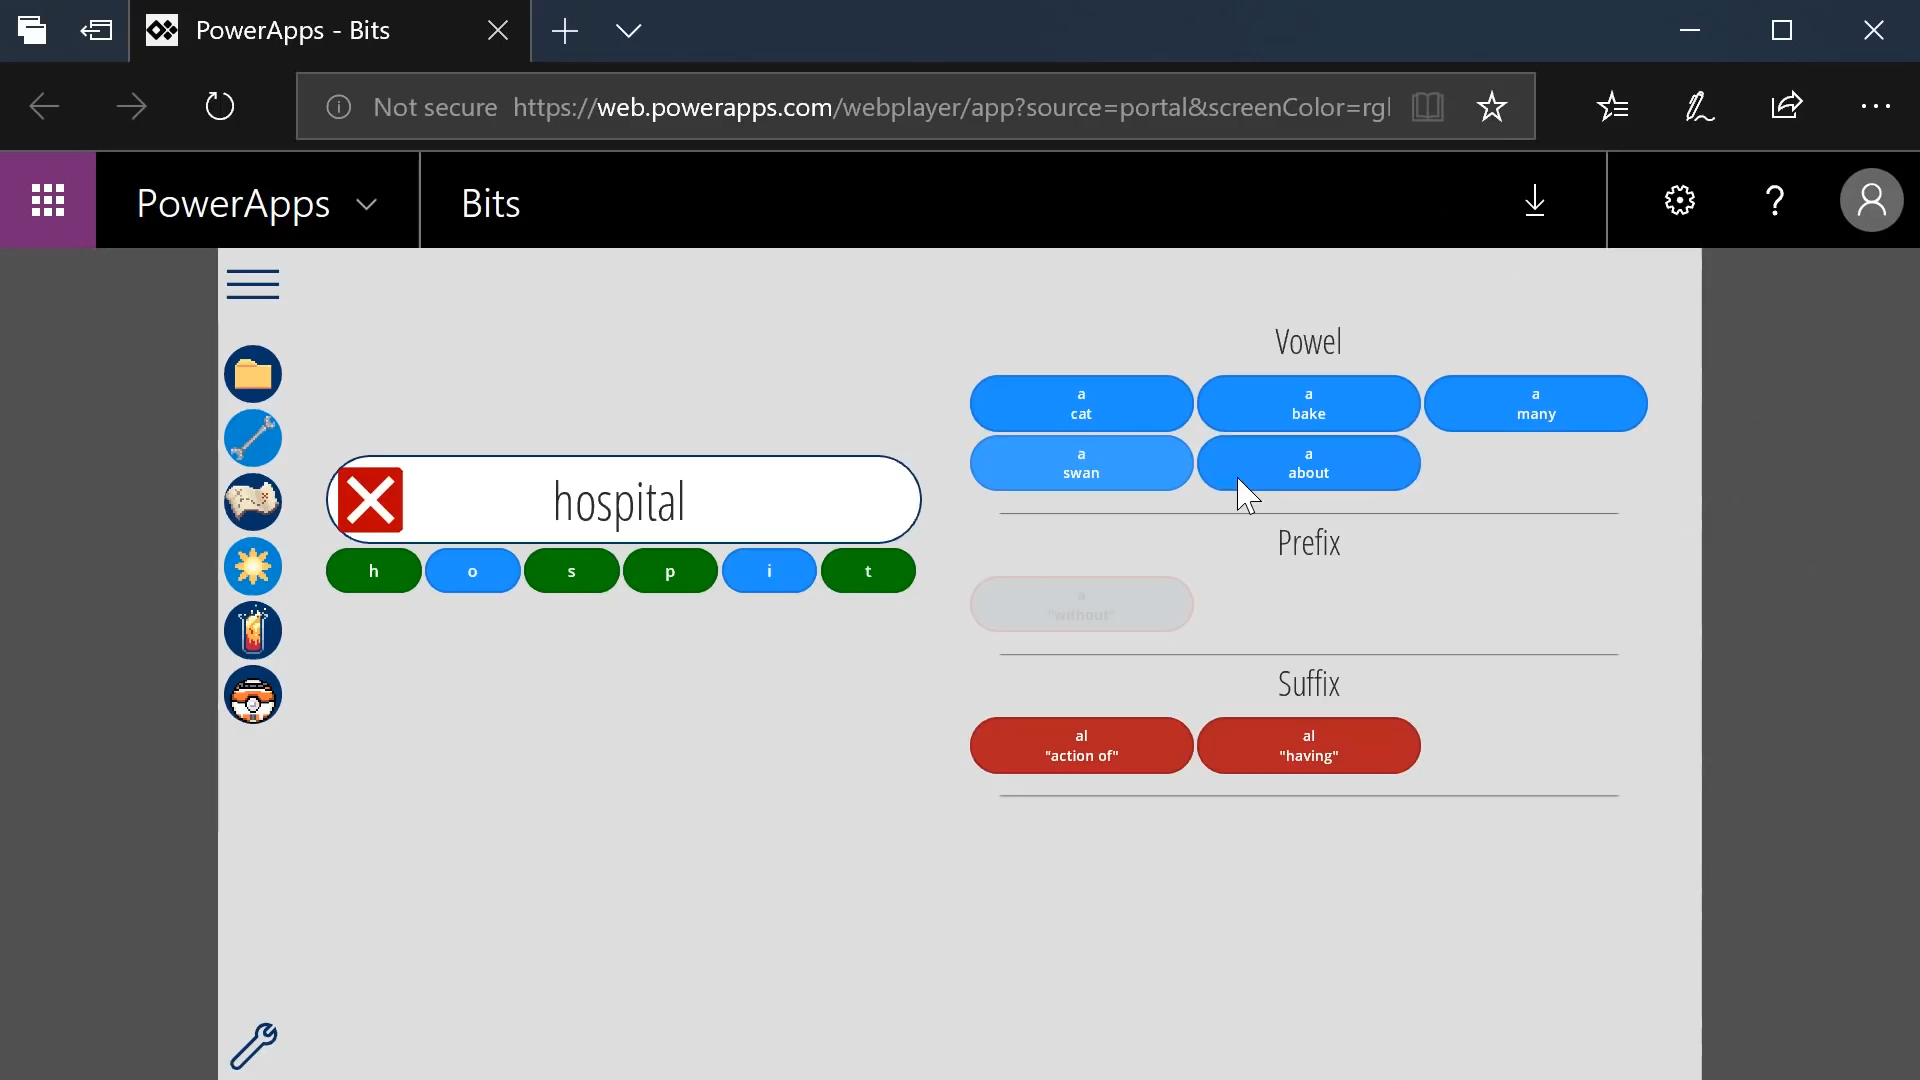 PowerApps - Bits
Not secure https://web.powerapps.com/webplayer/app?source=portal&screenColor=rgl
PowerApps
Bits
?
hospital
h o s p i t
Vowel
a
cat
a
bake
a
many
a
swan
a
about
Prefix
a
"without"
Suffix
al
"action of"
al
"having"